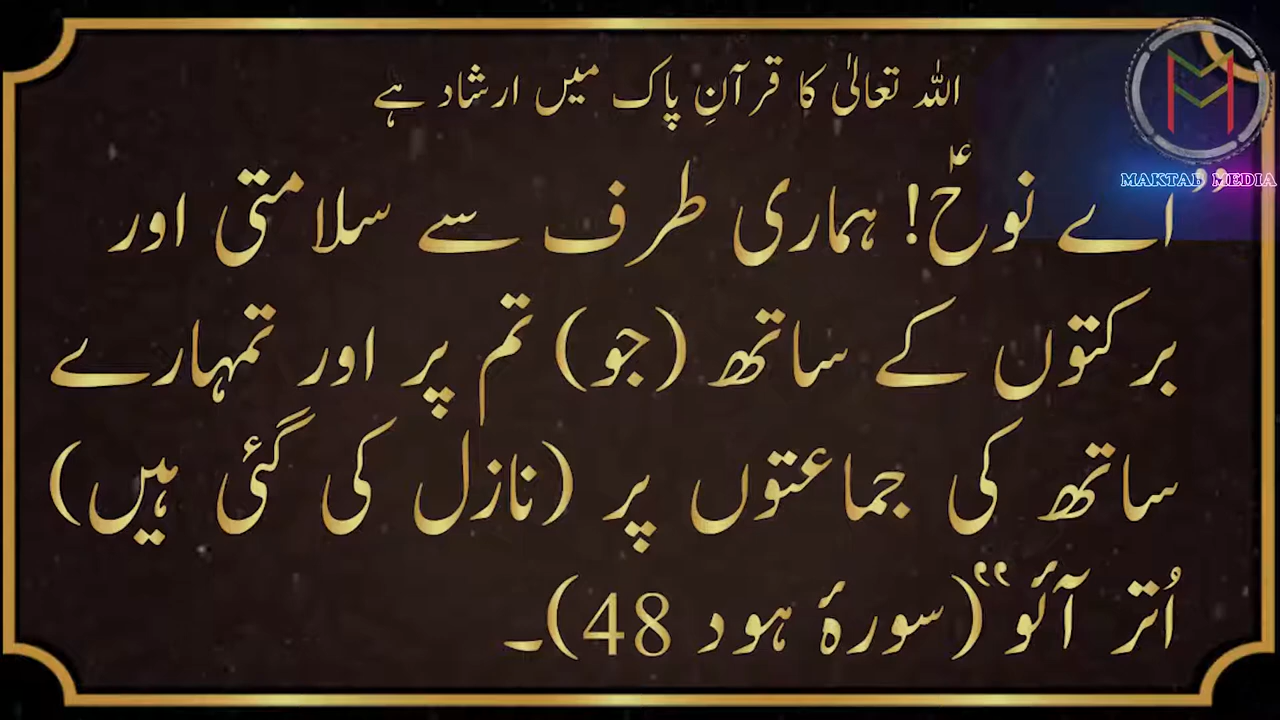 اللہ تعالیٰ کا قرآنِ پاک میں ارشاد ہے
MAKTAB MEDIA
”اے نوحؑ! ہماری طرف سے سلامتی اور
برکتوں کے ساتھ (جو) تم پر اور تمہارے
ساتھ کی جماعتوں پر (نازل کی گئی ہیں)
اُتر آئو“ (سورۂ ہود 48)۔